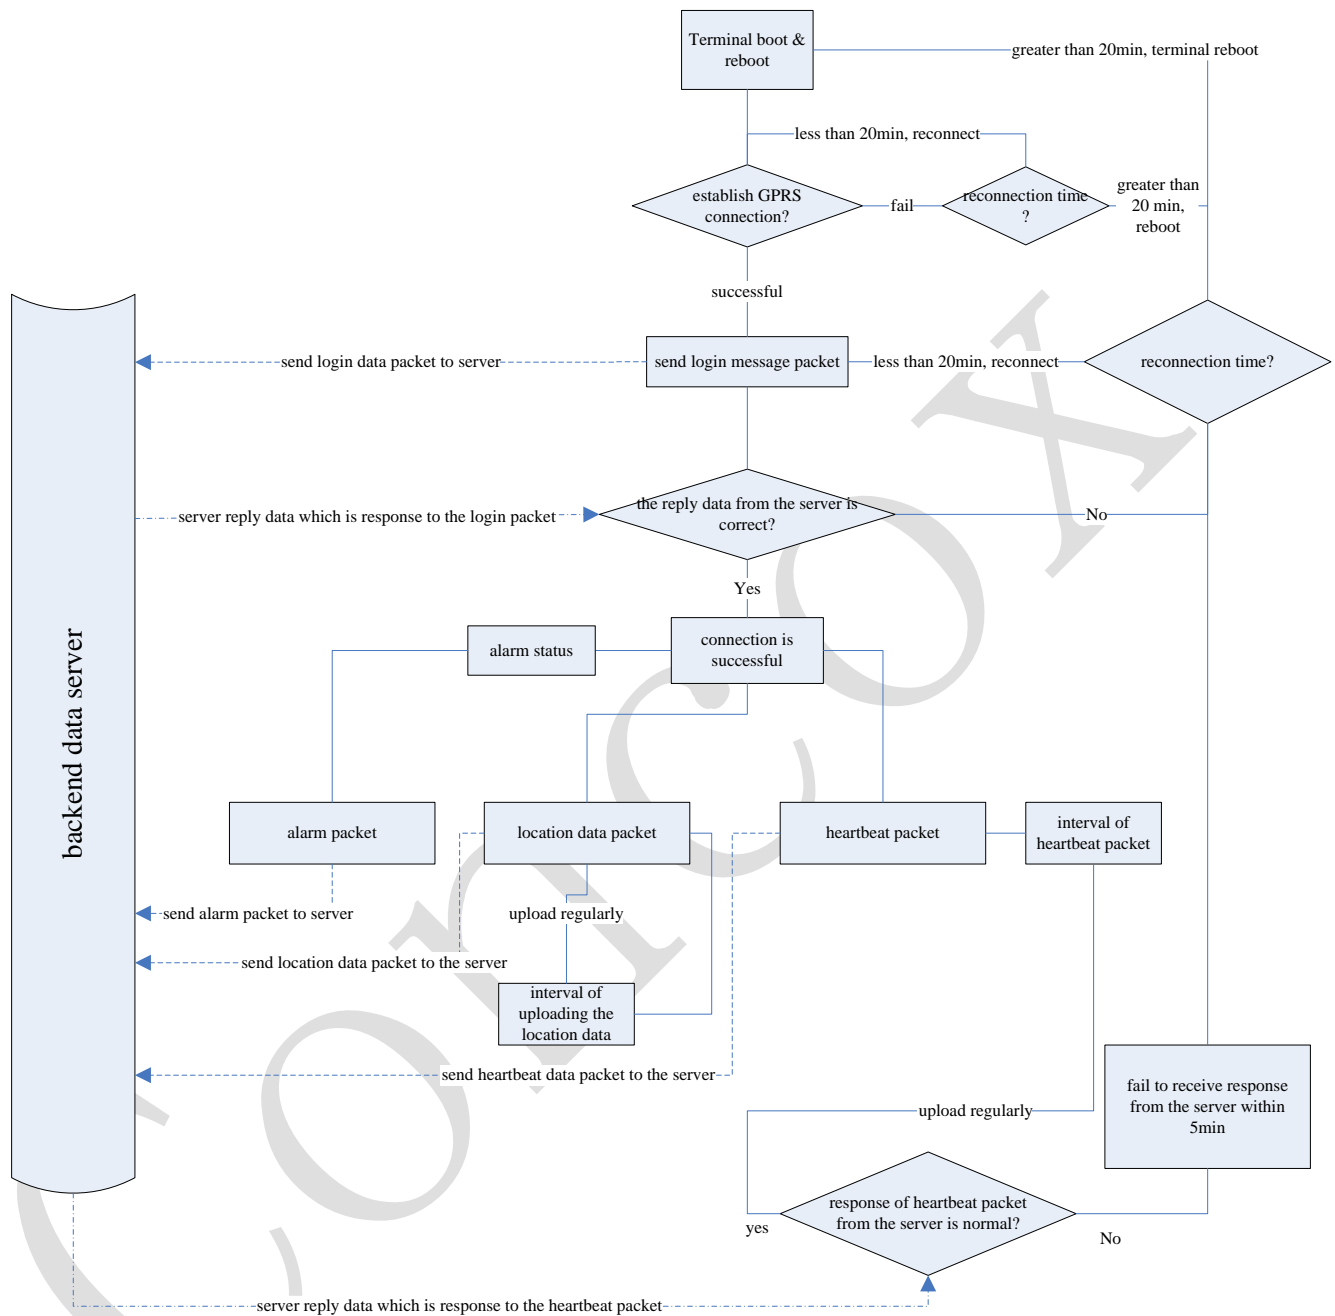 Terminal boot &
reboot
greater than 20min, terminal reboot
less than 20min, reconnect
establish GPRS
connection?
fail
reconnection time
?
greater than
20 min,
reboot
successful
send login data packet to server
send login message packet
less than 20min, reconnect
reconnection time?
server reply data which is response to the login packet
the reply data from the server is
correct?
No
Yes
backend data server
alarm status
connection is
successful
alarm packet
location data packet
heartbeat packet
interval of
heartbeat packet
send alarm packet to server
upload regularly
send location data packet to the server
interval of
uploading the
location data
send heartbeat data packet to the server
fail to receive response
from the server within
5min
upload regularly
response of heartbeat packet
from the server is normal?
yes
No
server reply data which is response to the heartbeat packet
Concox